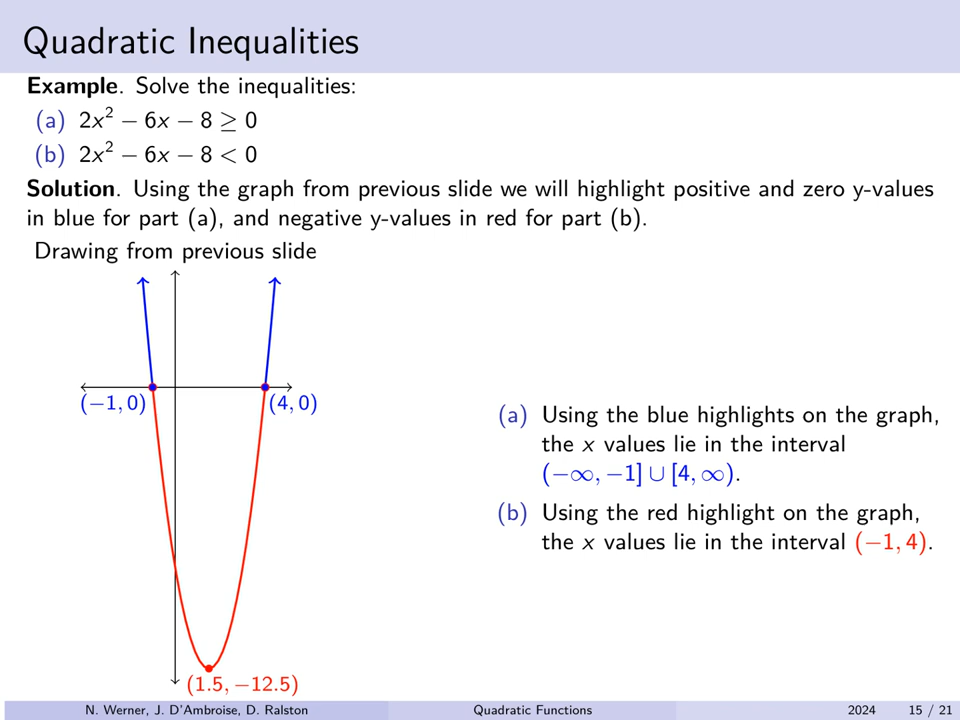 Quadratic Inequalities
Example. Solve the inequalities:
(a) 2x² − 6x − 8 ≥ 0
(b) 2x² − 6x − 8 < 0
Solution. Using the graph from previous slide we will highlight positive and zero y-values
in blue for part (a), and negative y-values in red for part (b).
Drawing from previous slide
(−1, 0)
(4, 0)
(1.5, −12.5)
(a) Using the blue highlights on the graph,
the x values lie in the interval
(−∞, −1] ∪ [4, ∞).
(b) Using the red highlight on the graph,
the x values lie in the interval (−1, 4).
N. Werner, J. D'Ambroise, D. Ralston
Quadratic Functions
2024
15 / 21